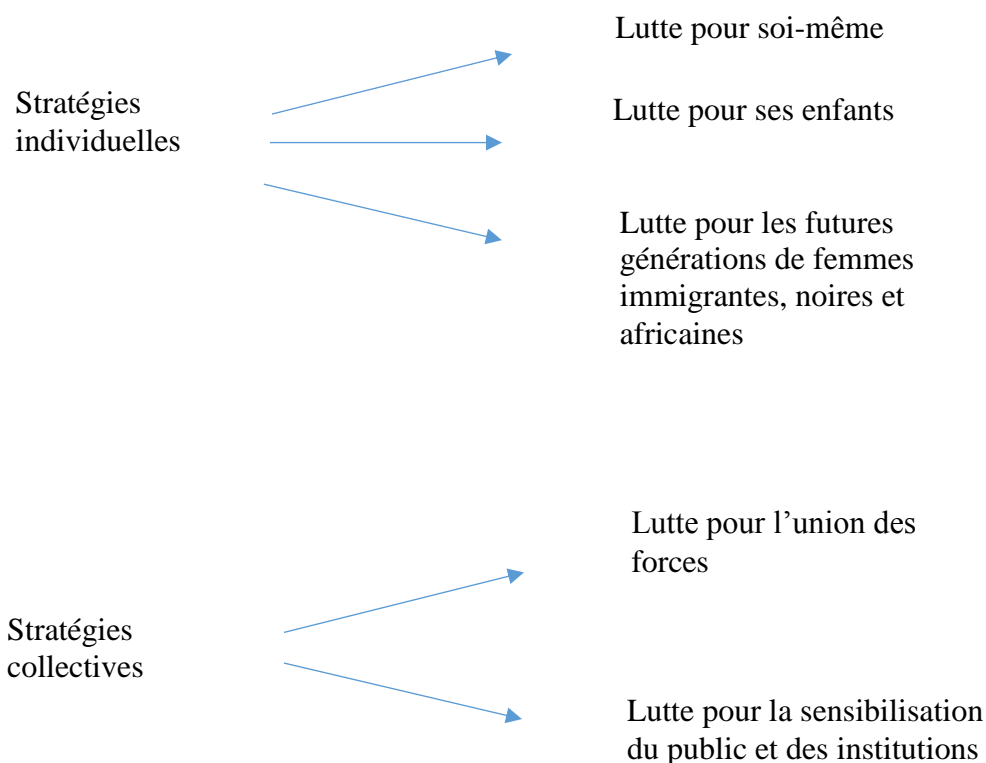 Stratégies
individuelles
Lutte pour soi-même
Lutte pour ses enfants
Lutte pour les futures
générations de femmes
immigrantes, noires et
africaines
Stratégies
collectives
Lutte pour l’union des
forces
Lutte pour la sensibilisation
du public et des institutions